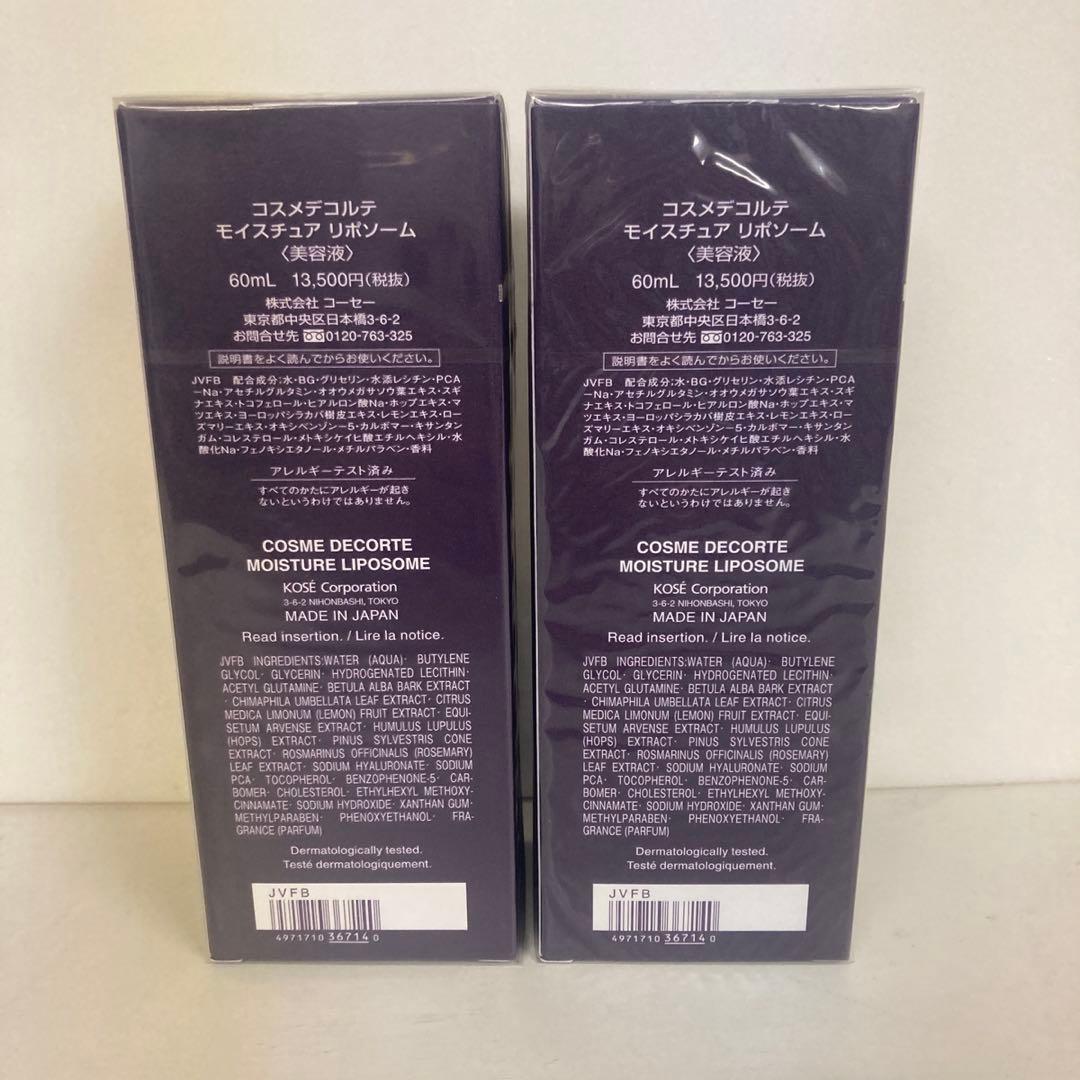 コスメデコルテ
モイスチュア リポソーム
〈美容液〉
60mL 13,500円(税抜)
株式会社 コーセー
東京都中央区日本橋3-6-2
お問合せ先 0120-763-325
説明書をよく読んでからお使いください。
JVFB 配合成分:水・BG・グリセリン・水添レシチン・PCA
ーNa・アセチルグルタミン・オオウメガサソウ葉エキス・スギ
ナエキス・トコフェロール・ヒアルロン酸Na・ホップエキス・マ
ツエキス・ヨーロッパシラカバ樹皮エキス・レモンエキス・ロー
ズマリーエキス・オキシベンゾンー5・カルボマー・キサンタン
ガム・コレステロール・メトキシケイヒ酸エチルヘキシル・水
酸化Na・フェノキシエタノール・メチルパラベン・香料
アレルギーテスト済み
すべてのかたにアレルギーが起き
ないというわけではありません。
COSME DECORTE
MOISTURE LIPOSOME
KOSÉ Corporation
3-6-2 NIHONBASHI, TOKYO
MADE IN JAPAN
Read insertion. / Lire la notice.
JVFB INGREDIENTS:WATER (AQUA)· BUTYLENE
GLYCOL· GLYCERIN· HYDROGENATED LECITHIN·
ACETYL GLUTAMINE· BETULA ALBA BARK EXTRACT
· CHIMAPHILA UMBELLATA LEAF EXTRACT· CITRUS
MEDICA LIMONUM (LEMON) FRUIT EXTRACT· EQUI-
SETUM ARVENSE EXTRACT· HUMULUS LUPULUS
(HOPS) EXTRACT· PINUS SYLVESTRIS CONE
EXTRACT· ROSMARINUS OFFICINALIS (ROSEMARY)
LEAF EXTRACT· SODIUM HYALURONATE· SODIUM
PCA· TOCOPHEROL· BENZOPHENONE-5· CAR-
BOMER· CHOLESTEROL· ETHYLHEXYL METHOXY-
CINNAMATE· SODIUM HYDROXIDE· XANTHAN GUM·
METHYLPARABEN· PHENOXYETHANOL· FRA-
GRANCE (PARFUM)
Dermatologically tested.
Testé dermatologiquement.
JVFB
4971710 36714 0
コスメデコルテ
モイスチュア リポソーム
〈美容液〉
60mL 13,500円(税抜)
株式会社 コーセー
東京都中央区日本橋3-6-2
お問合せ先 0120-763-325
説明書をよく読んでからお使いください。
JVFB 配合成分:水・BG・グリセリン・水添レシチン・PCA
ーNa・アセチルグルタミン・オオウメガサソウ葉エキス・スギ
ナエキス・トコフェロール・ヒアルロン酸Na・ホップエキス・マ
ツエキス・ヨーロッパシラカバ樹皮エキス・レモンエキス・ロー
ズマリーエキス・オキシベンゾンー5・カルボマー・キサンタン
ガム・コレステロール・メトキシケイヒ酸エチルヘキシル・水
酸化Na・フェノキシエタノール・メチルパラベン・香料
アレルギーテスト済み
すべてのかたにアレルギーが起き
ないというわけではありません。
COSME DECORTE
MOISTURE LIPOSOME
KOSÉ Corporation
3-6-2 NIHONBASHI, TOKYO
MADE IN JAPAN
Read insertion. / Lire la notice.
JVFB INGREDIENTS:WATER (AQUA)· BUTYLENE
GLYCOL· GLYCERIN· HYDROGENATED LECITHIN·
ACETYL GLUTAMINE· BETULA ALBA BARK EXTRACT
· CHIMAPHILA UMBELLATA LEAF EXTRACT· CITRUS
MEDICA LIMONUM (LEMON) FRUIT EXTRACT· EQUI-
SETUM ARVENSE EXTRACT· HUMULUS LUPULUS
(HOPS) EXTRACT· PINUS SYLVESTRIS CONE
EXTRACT· ROSMARINUS OFFICINALIS (ROSEMARY)
LEAF EXTRACT· SODIUM HYALURONATE· SODIUM
PCA· TOCOPHEROL· BENZOPHENONE-5· CAR-
BOMER· CHOLESTEROL· ETHYLHEXYL METHOXY-
CINNAMATE· SODIUM HYDROXIDE· XANTHAN GUM·
METHYLPARABEN· PHENOXYETHANOL· FRA-
GRANCE (PARFUM)
Dermatologically tested.
Testé dermatologiquement.
JVFB
4971710 36714 0